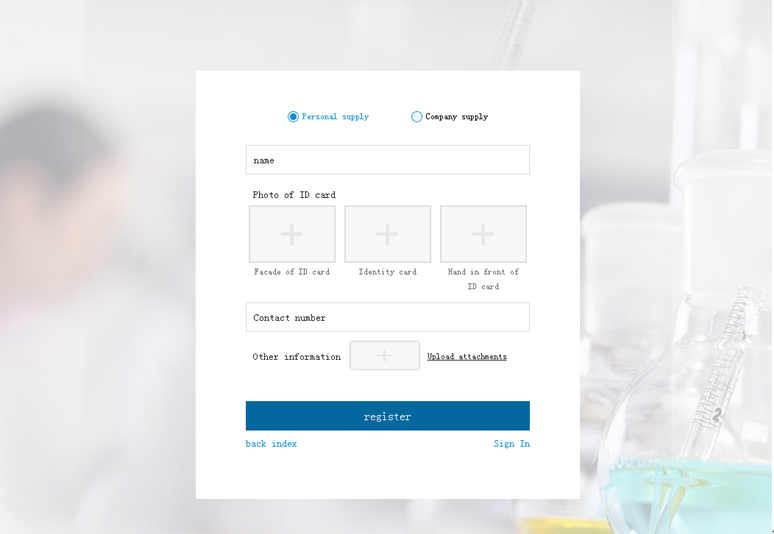 Personal supply Company supply
name
Photo of ID card
Facade of ID card Identity card Hand in front of
ID card
Contact number
Other information Upload attachments
register
back index Sign In